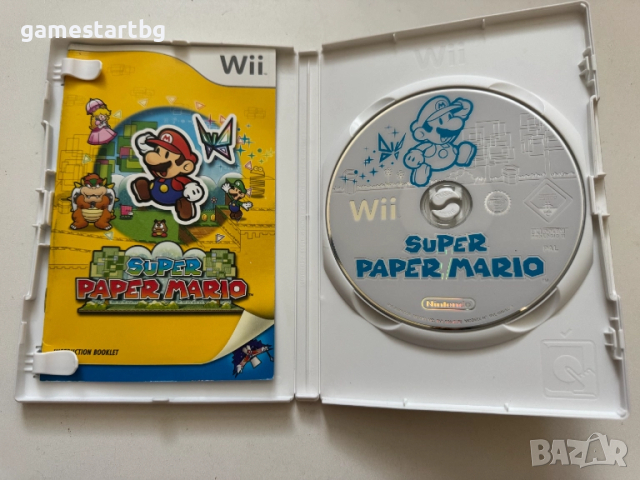 gamestartbg
Wii
SUPER
PAPER MARIO
INSTRUCTION BOOKLET
Wii
Wii
SUPER
PAPER MARIO
Nintendo
BAZAR